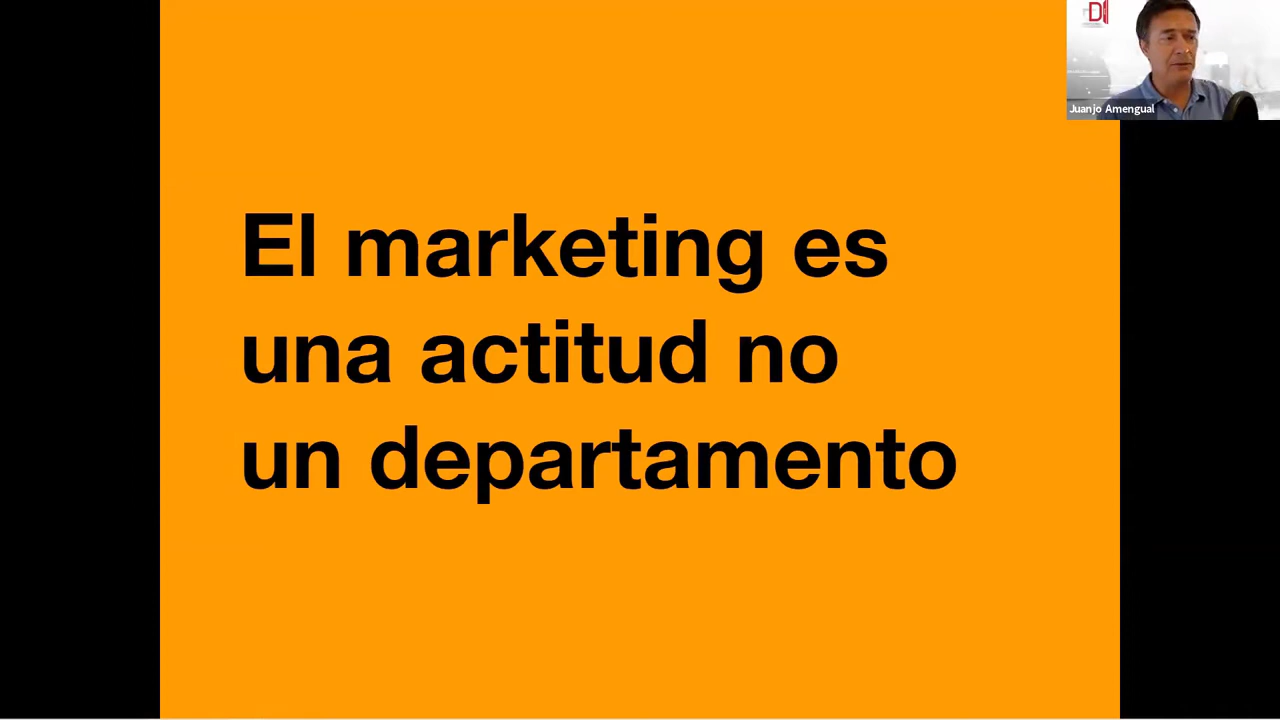 El marketing es
una actitud no
un departamento
Juanjo Amengual